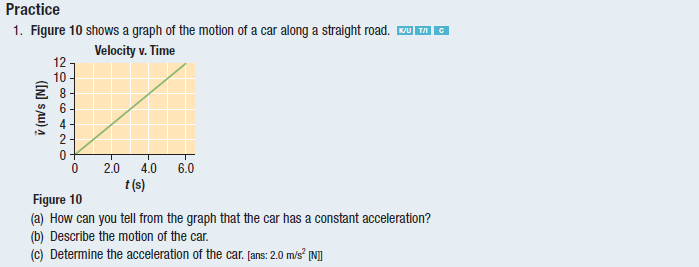 Practice
1. Figure 10 shows a graph of the motion of a car along a straight road. K/U T/I C
Velocity v. Time
12
10
8
6
4
2
0
v⃗ (m/s [N])
0 2.0 4.0 6.0
t (s)
Figure 10
(a) How can you tell from the graph that the car has a constant acceleration?
(b) Describe the motion of the car.
(c) Determine the acceleration of the car. [ans: 2.0 m/s² [N]]